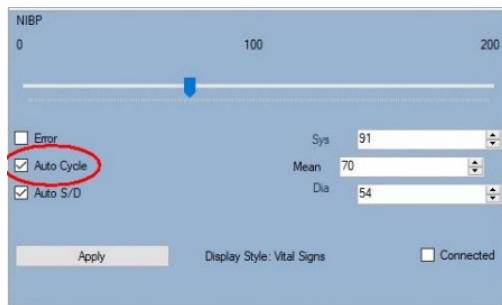 NIBP
0 100 200
Error Sys 91
Auto Cycle Mean 70
Auto S/D Dia 54
Apply Display Style: Vital Signs Connected